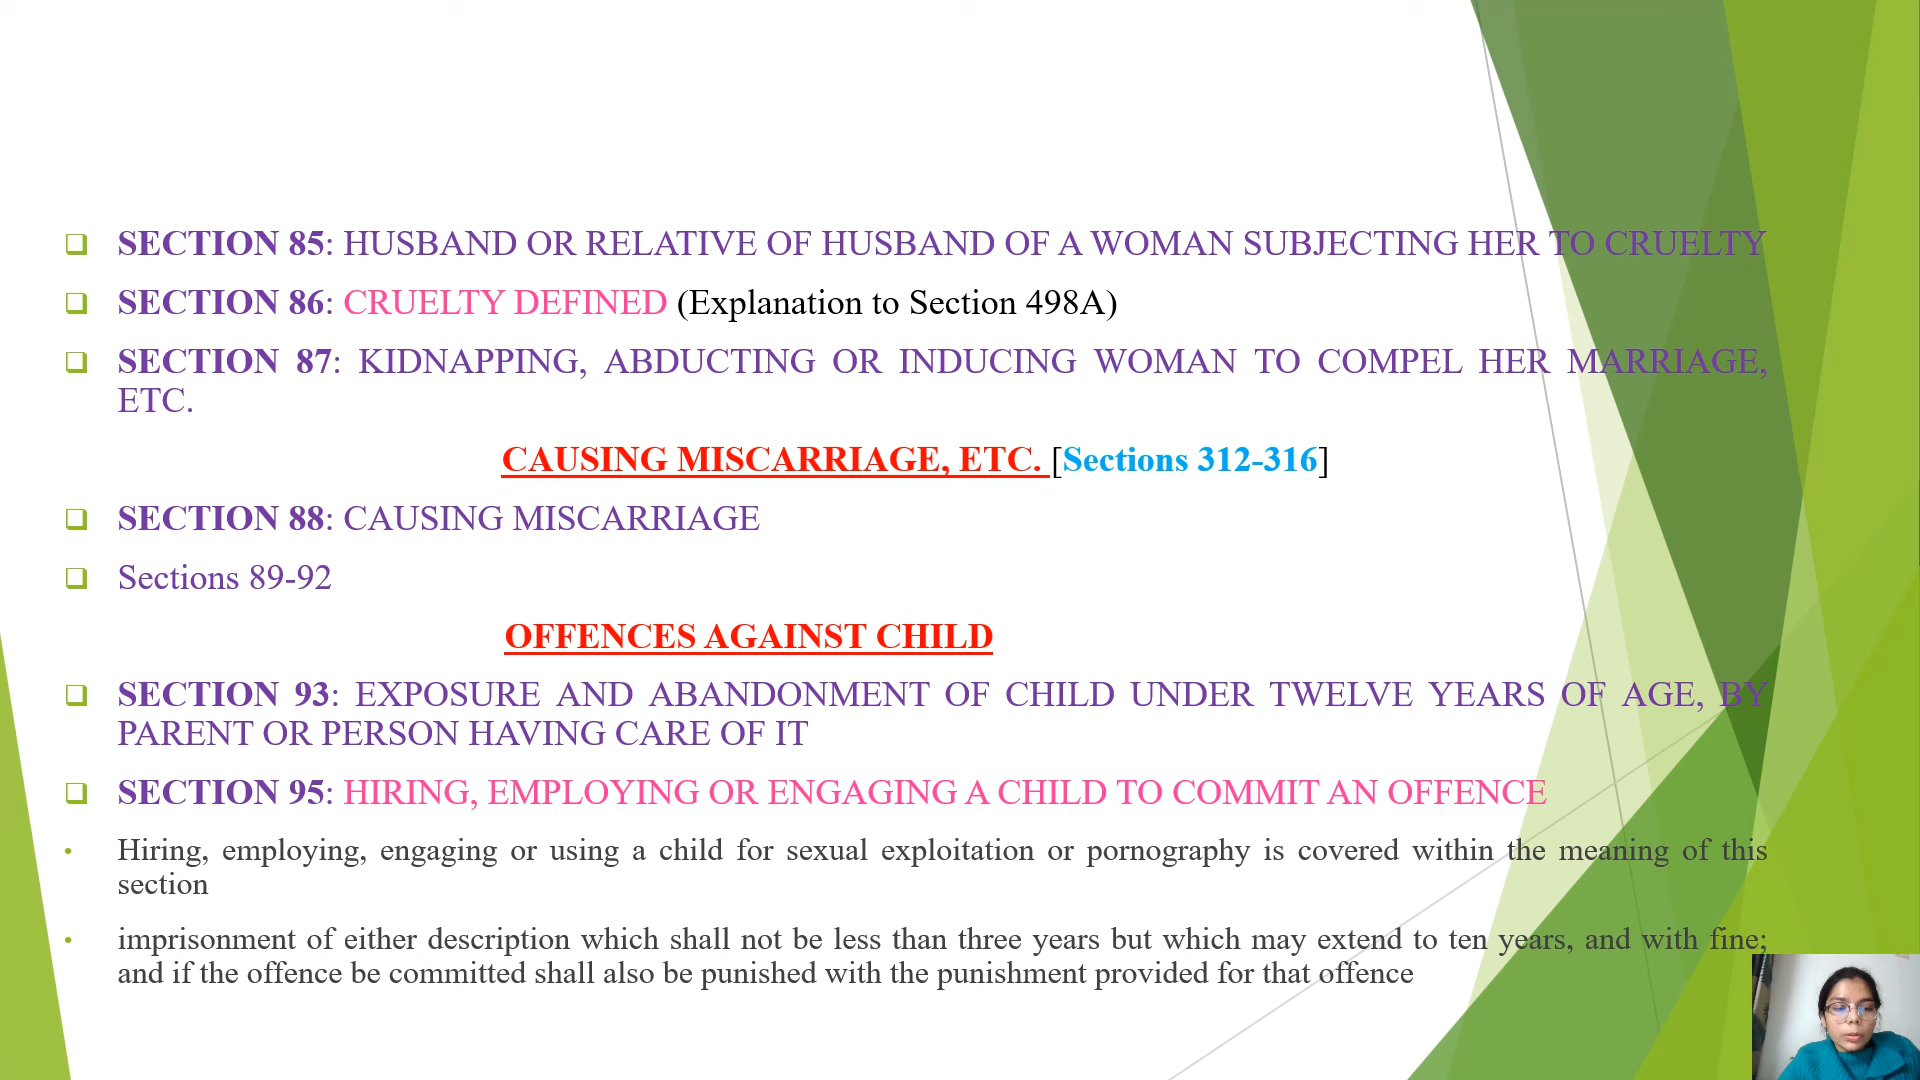 SECTION 85: HUSBAND OR RELATIVE OF HUSBAND OF A WOMAN SUBJECTING HER TO CRUELTY
SECTION 86: CRUELTY DEFINED (Explanation to Section 498A)
SECTION 87: KIDNAPPING, ABDUCTING OR INDUCING WOMAN TO COMPEL HER MARRIAGE,
ETC.
CAUSING MISCARRIAGE, ETC. [Sections 312-316]
SECTION 88: CAUSING MISCARRIAGE
Sections 89-92
OFFENCES AGAINST CHILD
SECTION 93: EXPOSURE AND ABANDONMENT OF CHILD UNDER TWELVE YEARS OF AGE, BY
PARENT OR PERSON HAVING CARE OF IT
SECTION 95: HIRING, EMPLOYING OR ENGAGING A CHILD TO COMMIT AN OFFENCE
Hiring, employing, engaging or using a child for sexual exploitation or pornography is covered within the meaning of this
section
imprisonment of either description which shall not be less than three years but which may extend to ten years, and with fine;
and if the offence be committed shall also be punished with the punishment provided for that offence